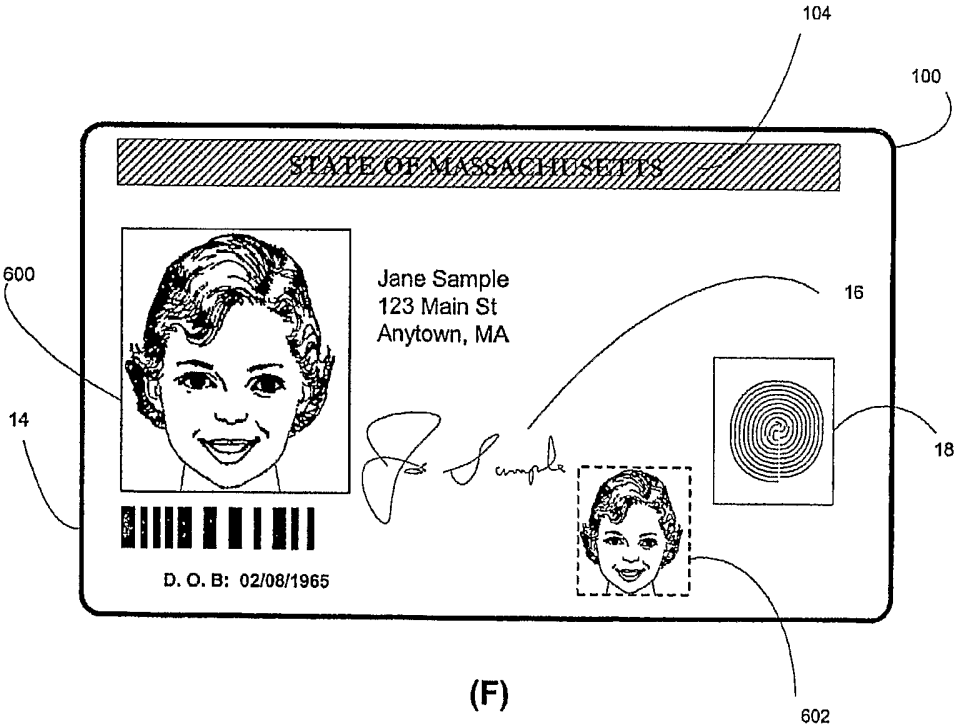 104
100
STATE OF MASSACHUSETTS
600
Jane Sample
123 Main St
Anytown, MA
16
14
18
D. O. B: 02/08/1965
(F)
602